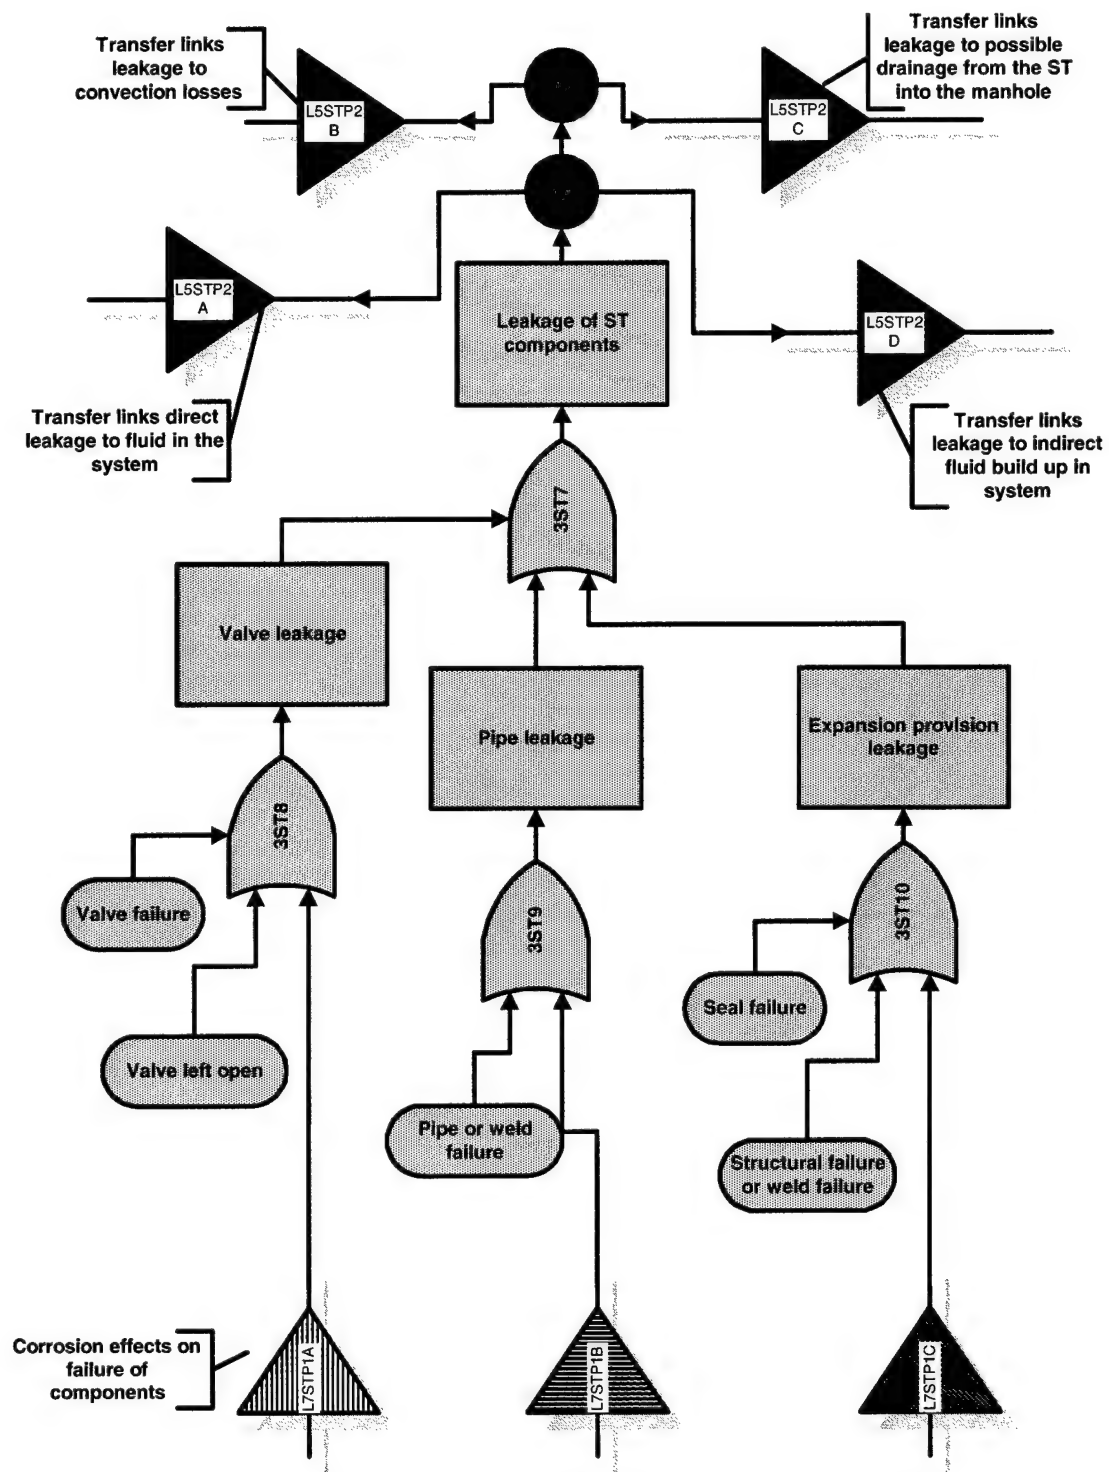 Transfer links
leakage to
convection losses
L5STP2
B
L5STP2
C
Transfer links
leakage to possible
drainage from the ST
into the manhole
L5STP2
A
Leakage of ST
components
L5STP2
D
Transfer links direct
leakage to fluid in the
system
Transfer links
leakage to indirect
fluid build up in
system
3ST7
Valve leakage
Pipe leakage
Expansion provision
leakage
3ST8
3ST9
3ST10
Valve failure
Seal failure
Valve left open
Pipe or weld
failure
Structural failure
or weld failure
Corrosion effects on
failure of
components
L7STP1A
L7STP1B
L7STP1C